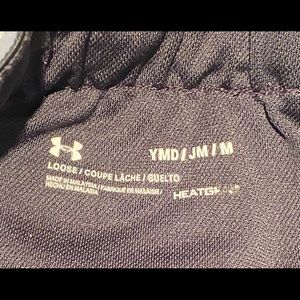 YMD / JM / M
LOOSE / COUPE LÂCHE / SUELTO
MADE IN MALAYSIA / FABRIQUÉ EN MALAISIE /
HECHO EN MALASIA